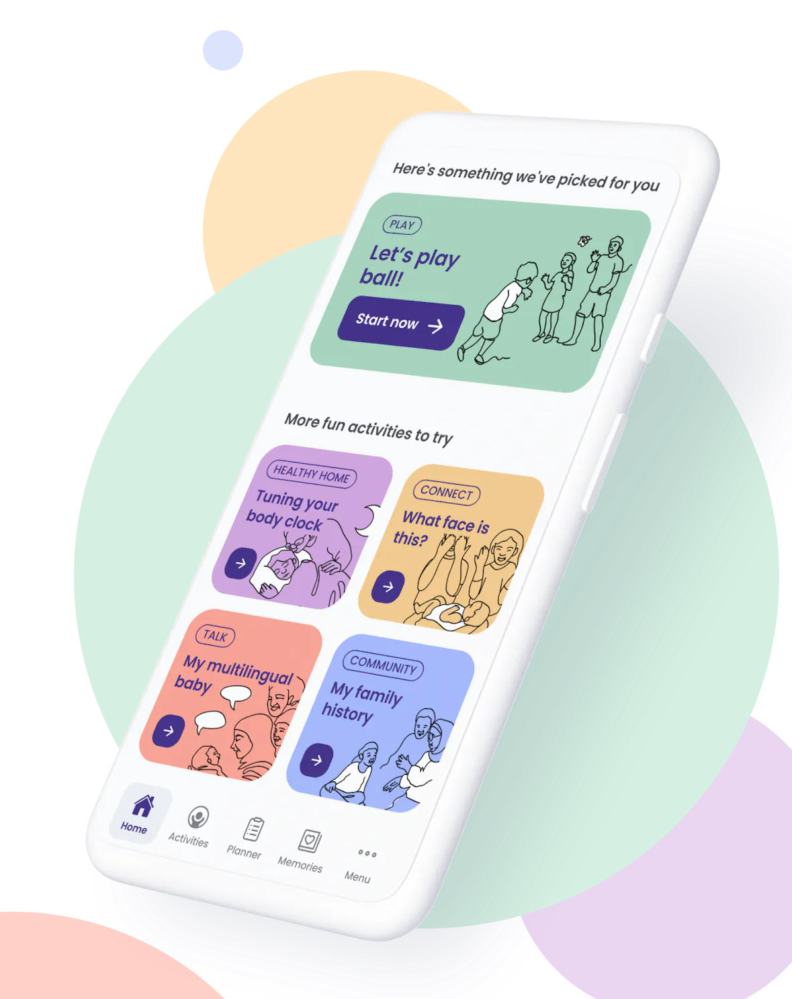 Here's something we've picked for you
PLAY
Let's play
ball!
Start now
More fun activities to try
HEALTHY HOME
Tuning your
body clock
CONNECT
What face is
this?
TALK
My multilingual
baby
COMMUNITY
My family
history
Home
Activities
Planner
Memories
Menu